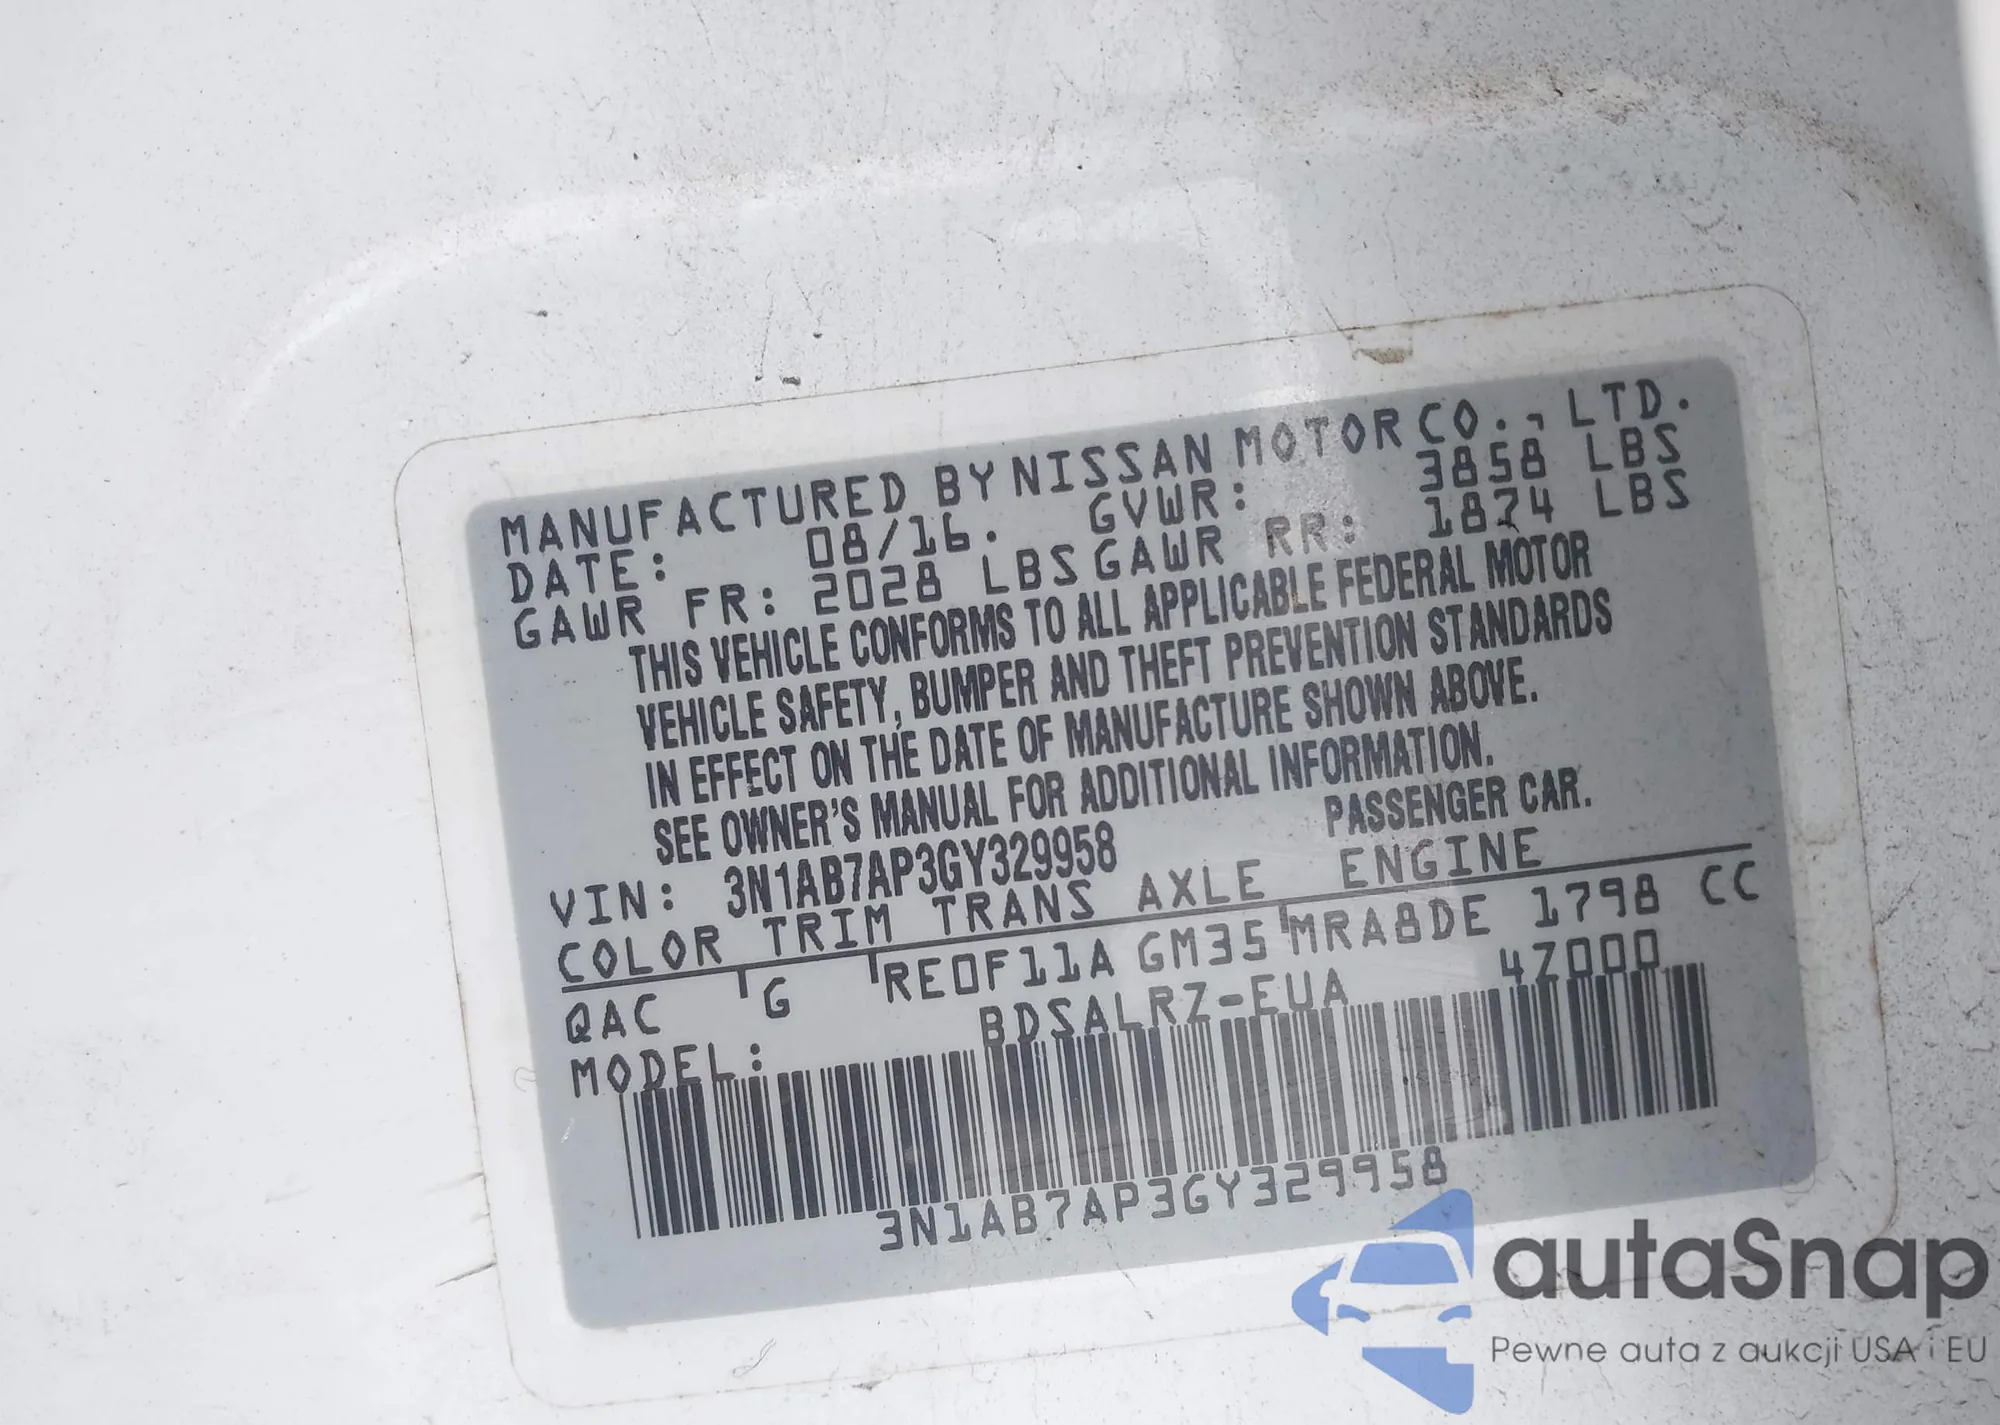 MANUFACTURED BY NISSAN MOTOR CO., LTD.
DATE: 08/16. GVWR: 3858 LBS
GAWR FR: 2028 LBS GAWR RR: 1874 LBS
THIS VEHICLE CONFORMS TO ALL APPLICABLE FEDERAL MOTOR
VEHICLE SAFETY, BUMPER AND THEFT PREVENTION STANDARDS
IN EFFECT ON THE DATE OF MANUFACTURE SHOWN ABOVE.
SEE OWNER'S MANUAL FOR ADDITIONAL INFORMATION.
VIN: 3N1AB7AP3GY329958 PASSENGER CAR.
COLOR TRIM TRANS AXLE ENGINE
QAC G RE0F11A GM35 MRA8DE 1798 CC
MODEL: BDSALRZ-EUA 4Z000
3N1AB7AP3GY329958
autaSnap
Pewne auta z aukcji USA i EU